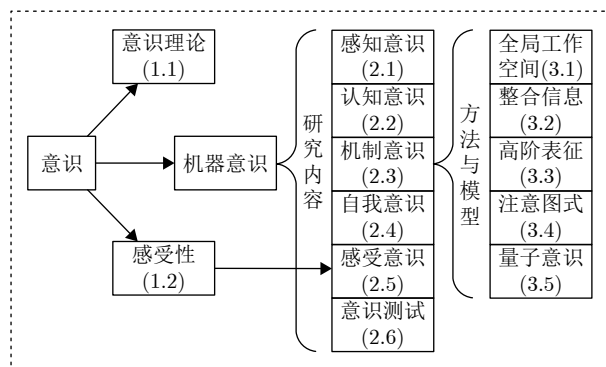 意识
意识理论
(1.1)
机器意识
感受性
(1.2)
研究内容
感知意识
(2.1)
认知意识
(2.2)
机制意识
(2.3)
自我意识
(2.4)
感受意识
(2.5)
意识测试
(2.6)
方法与模型
全局工作
空间(3.1)
整合信息
(3.2)
高阶表征
(3.3)
注意图式
(3.4)
量子意识
(3.5)